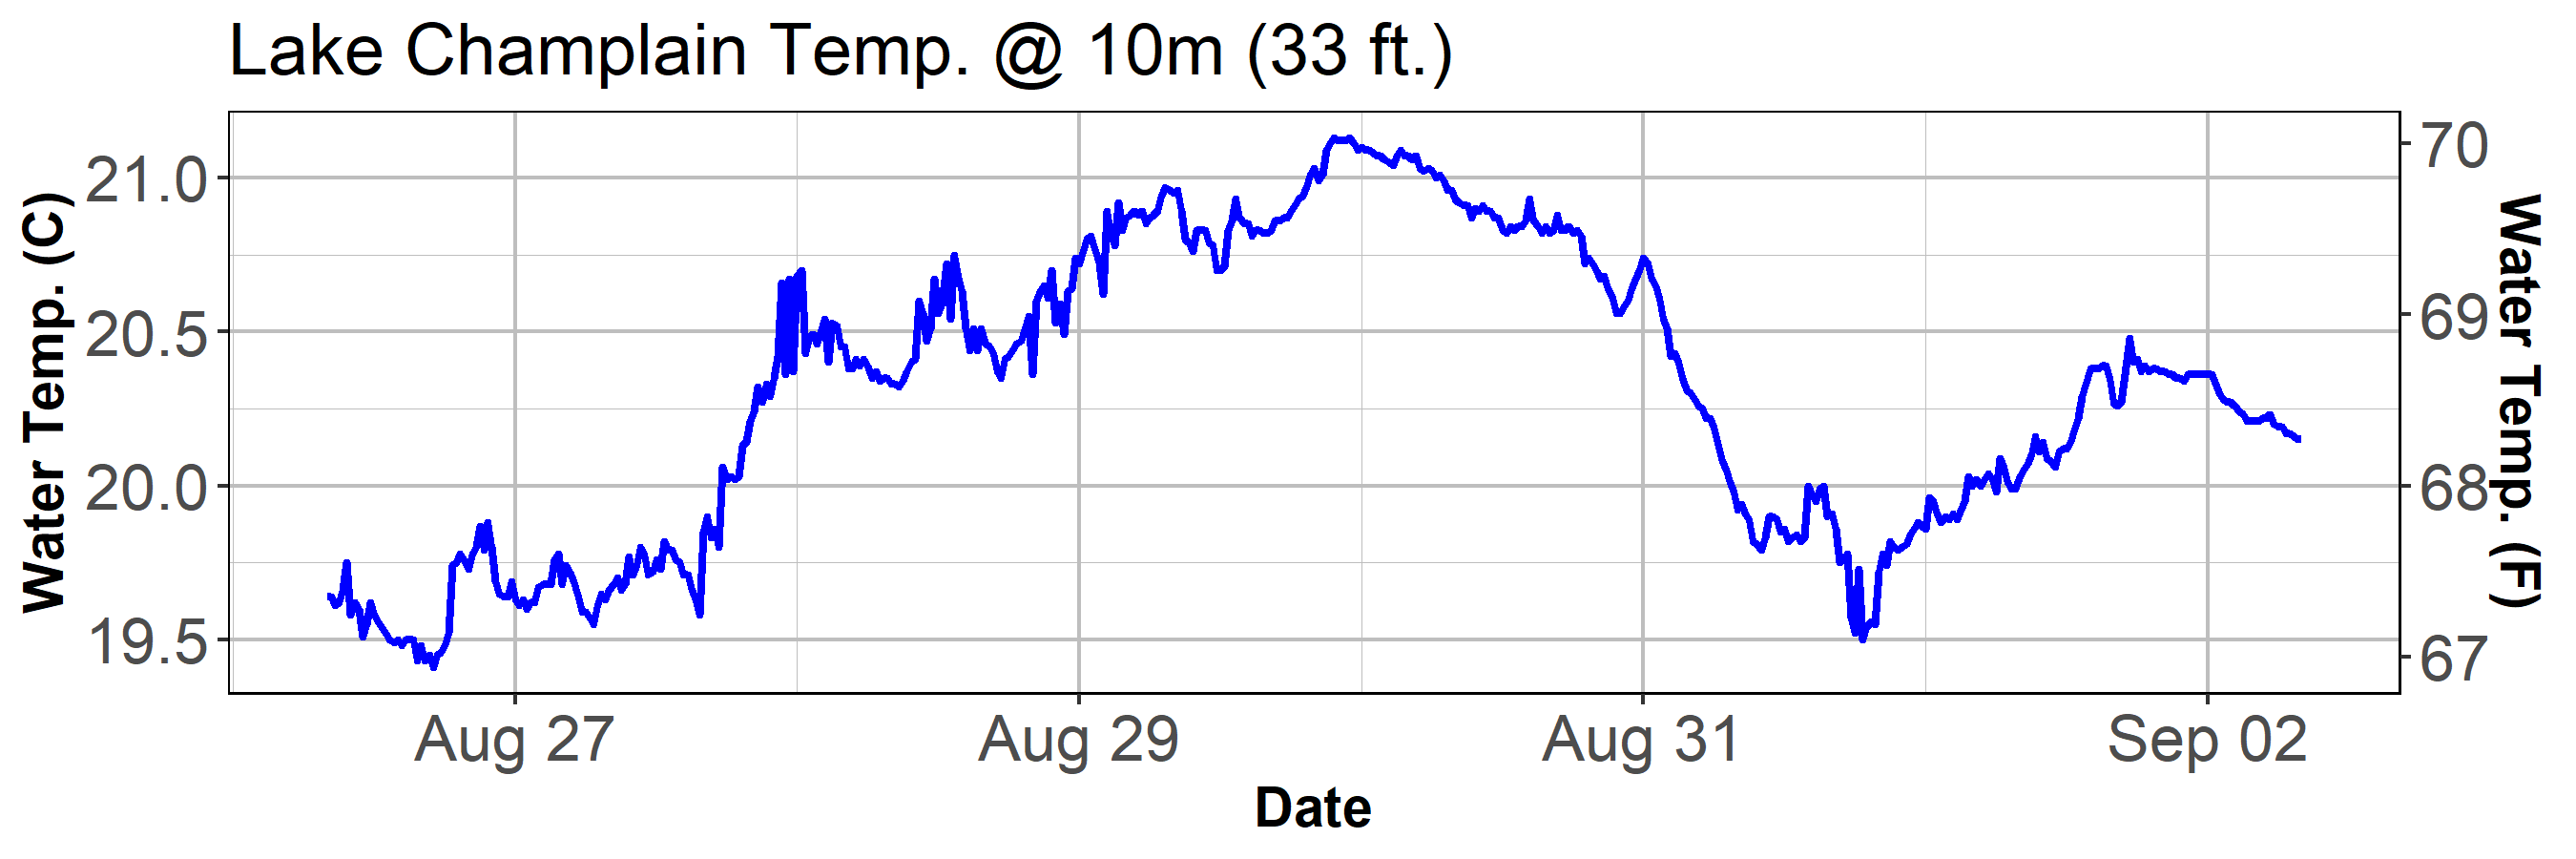 Lake Champlain Temp. @ 10m (33 ft.)
Water Temp. (C)
21.0
20.5
20.0
19.5
70
69
68
67
Water Temp. (F)
Aug 27
Aug 29
Aug 31
Sep 02
Date